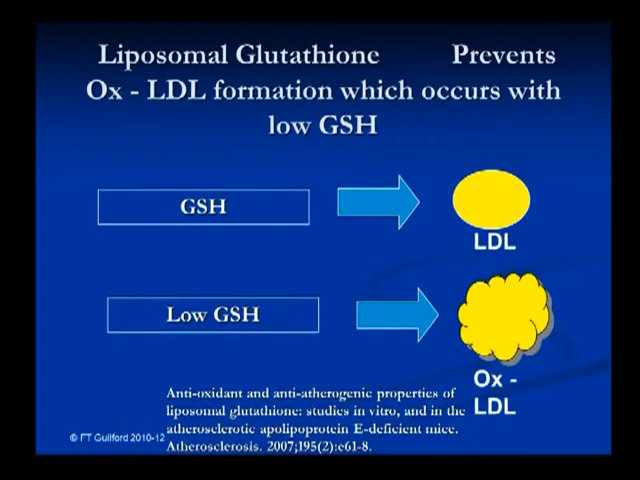 Liposomal Glutathione Prevents
Ox - LDL formation which occurs with
low GSH
GSH
LDL
Low GSH
Ox -
LDL
Anti-oxidant and anti-atherogenic properties of
liposomal glutathione: studies in vitro, and in the
atherosclerotic apolipoprotein E-deficient mice.
Atherosclerosis. 2007;195(2):e61-8.
© FT Guilford 2010-12